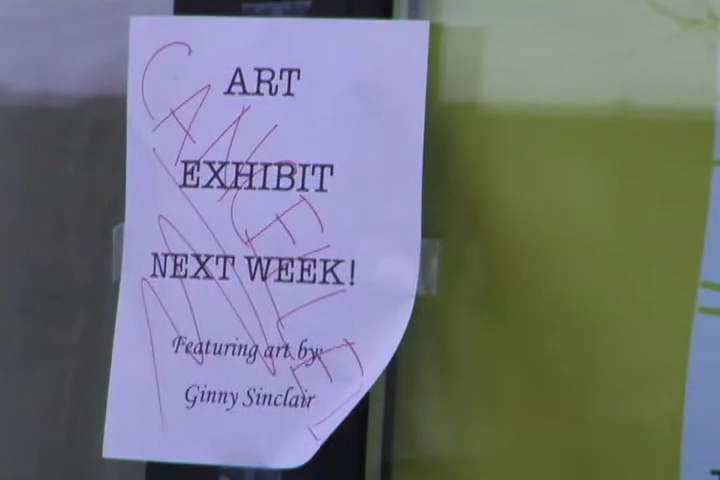 ART
EXHIBIT
NEXT WEEK!
Featuring art by:
Ginny Sinclair
CANCELLED